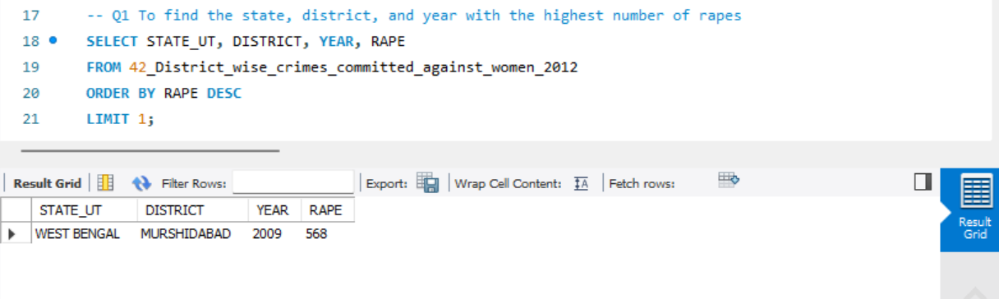 17 -- Q1 To find the state, district, and year with the highest number of rapes
18 SELECT STATE_UT, DISTRICT, YEAR, RAPE
19 FROM 42_District_wise_crimes_committed_against_women_2012
20 ORDER BY RAPE DESC
21 LIMIT 1;
Result Grid Filter Rows: Export: Wrap Cell Content: IA Fetch rows:
STATE_UT DISTRICT YEAR RAPE
WEST BENGAL MURSHIDABAD 2009 568
Result
Grid